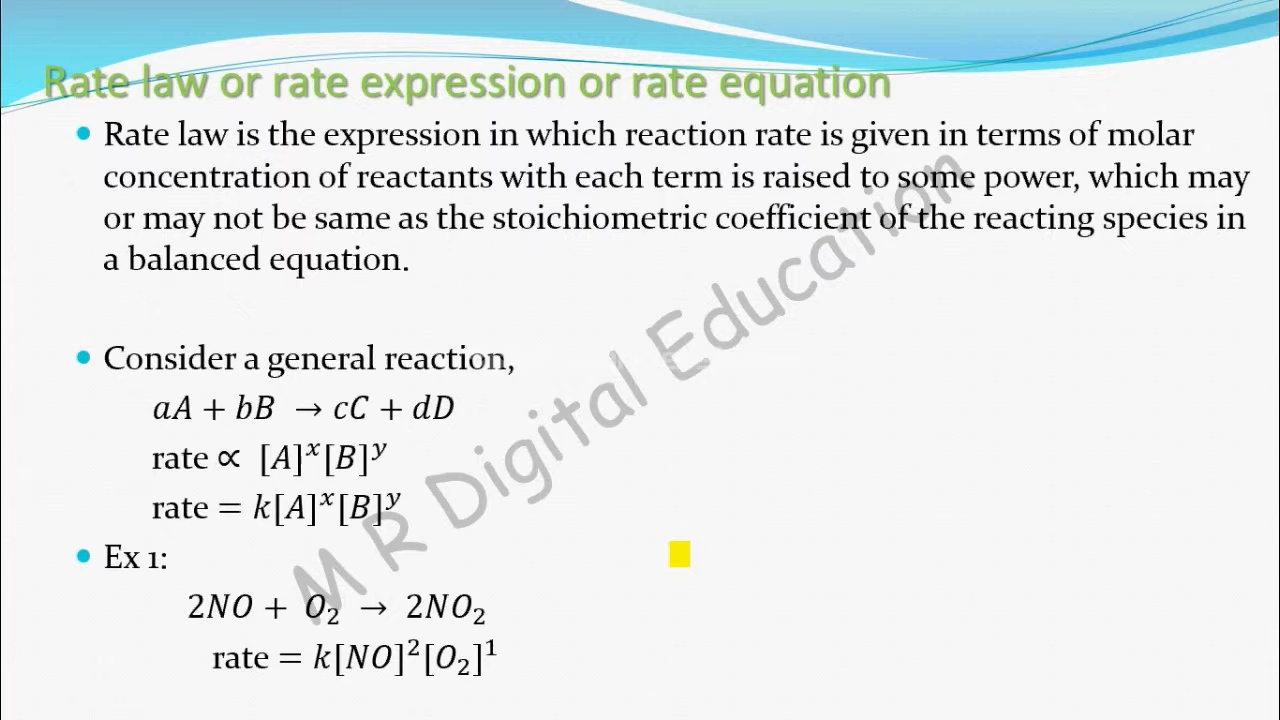 Rate law or rate expression or rate equation
• Rate law is the expression in which reaction rate is given in terms of molar
concentration of reactants with each term is raised to some power, which may
or may not be same as the stoichiometric coefficient of the reacting species in
a balanced equation.
• Consider a general reaction,
aA + bB → cC + dD
rate ∝ [A]ˣ[B]ʸ
rate = k[A]ˣ[B]ʸ
• Ex 1:
2NO + O₂ → 2NO₂
rate = k[NO]²[O₂]¹
M R Digital Education